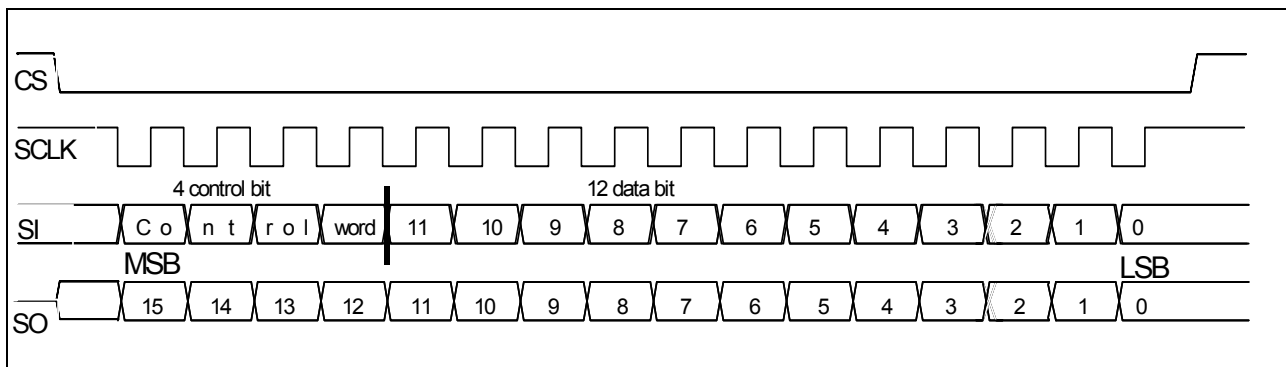 CS
SCLK
4 control bit 12 data bit
SI C o n t r o l word 11 10 9 8 7 6 5 4 3 2 1 0
MSB LSB
SO 15 14 13 12 11 10 9 8 7 6 5 4 3 2 1 0